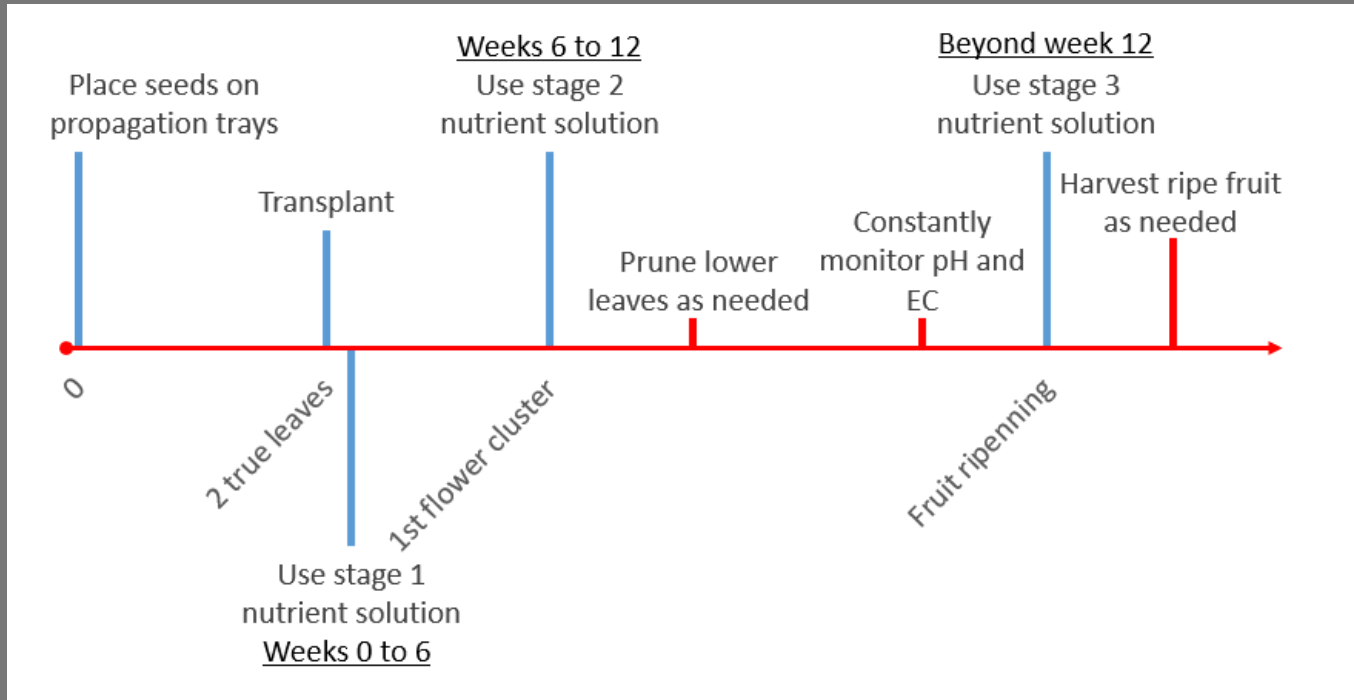 Place seeds on
propagation trays
Transplant
Weeks 6 to 12
Use stage 2
nutrient solution
Prune lower
leaves as needed
Constantly
monitor pH and
EC
Beyond week 12
Use stage 3
nutrient solution
Harvest ripe fruit
as needed
0
2 true leaves
1st flower cluster
Fruit ripenning
Use stage 1
nutrient solution
Weeks 0 to 6